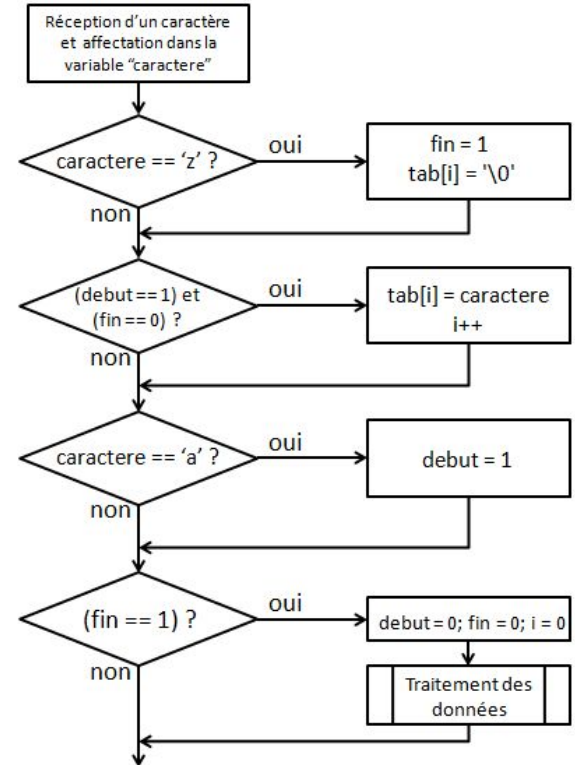 Réception d'un caractère
et affectation dans la
variable "caractere"
caractere == 'z' ?
oui
fin = 1
tab[i] = '\0'
non
(debut == 1) et
(fin == 0) ?
oui
tab[i] = caractere
i++
non
caractere == 'a' ?
oui
debut = 1
non
(fin == 1) ?
oui
debut = 0; fin = 0; i = 0
non
Traitement des
données